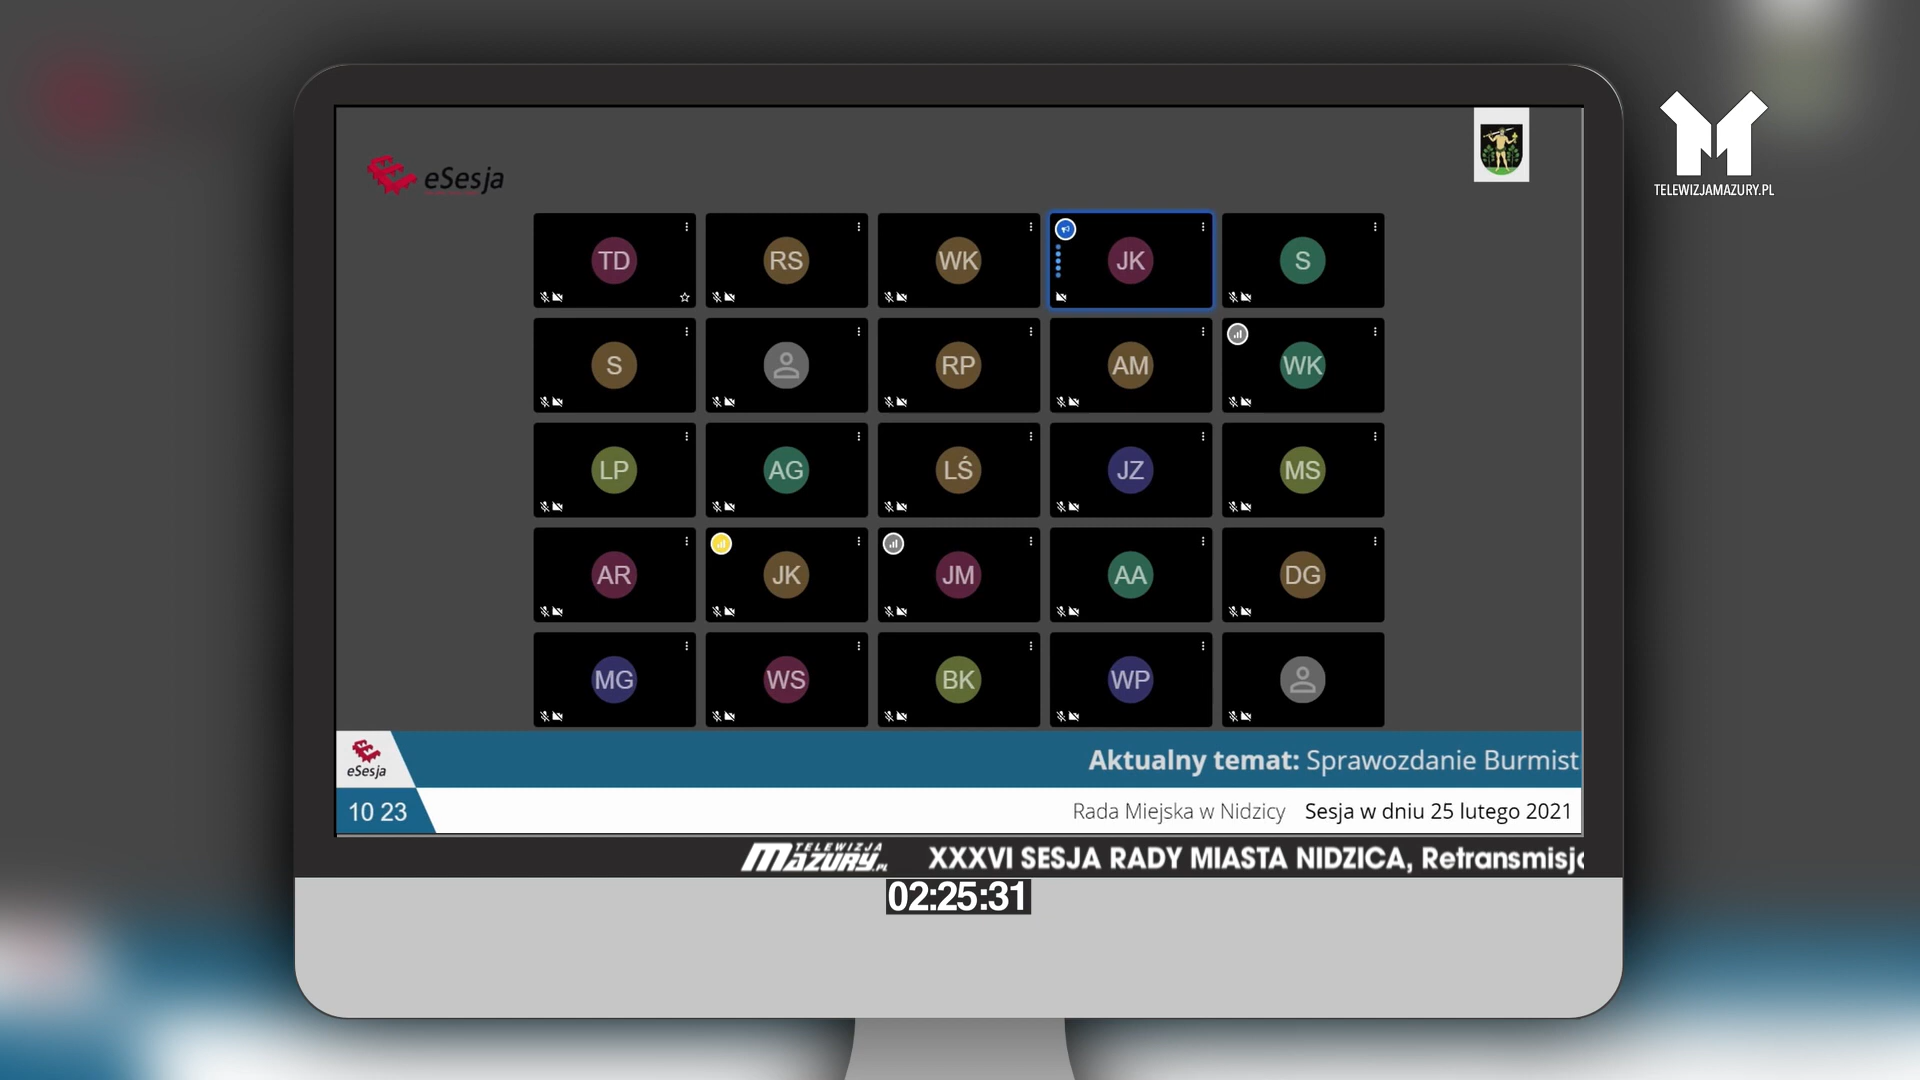 TELEWIZJAMAZURY.PL
eSesja
TD RS WK JK S
S RP AM WK
LP AG LŚ JZ MS
AR JK JM AA DG
MG WS BK WP
eSesja
Aktualny temat: Sprawozdanie Burmist
10 23
Rada Miejska w Nidzicy Sesja w dniu 25 lutego 2021
TELEWIZJA MAZURY.PL XXXVI SESJA RADY MIASTA NIDZICA, Retransmisj
02:25:31